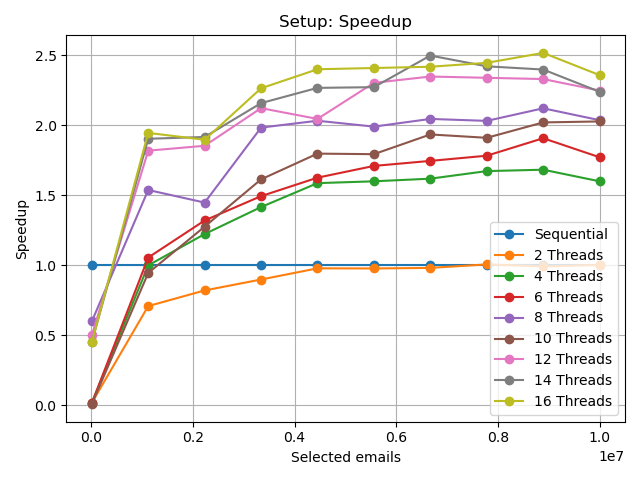 Setup: Speedup
2.5
2.0
1.5
1.0
0.5
0.0
Speedup
Sequential
2 Threads
4 Threads
6 Threads
8 Threads
10 Threads
12 Threads
14 Threads
16 Threads
0.0 0.2 0.4 0.6 0.8 1.0
1e7
Selected emails